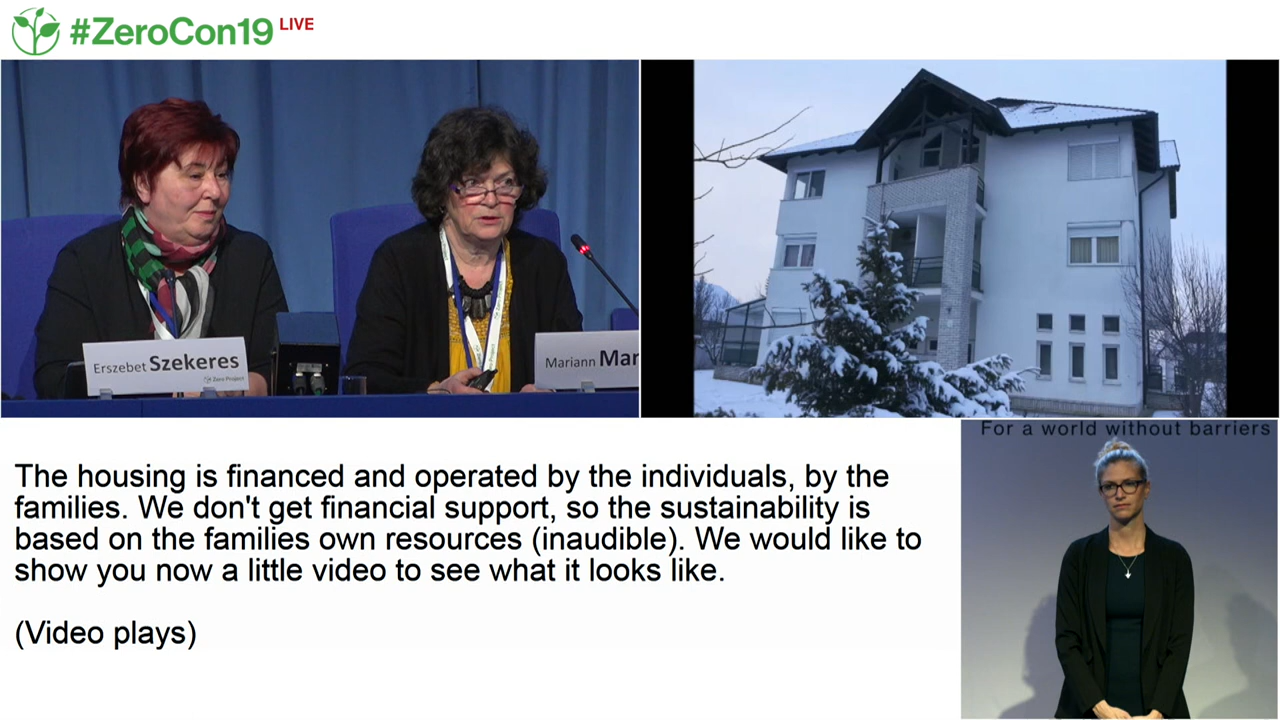 #ZeroCon19 LIVE
Erszebet Szekeres
Zero Project
Mariann Mar
For a world without barriers
The housing is financed and operated by the individuals, by the
families. We don't get financial support, so the sustainability is
based on the families own resources (inaudible). We would like to
show you now a little video to see what it looks like.
(Video plays)